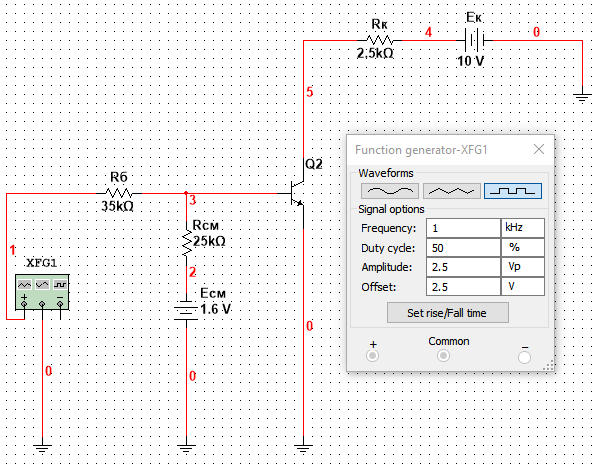 Eк
Rк
4
0
2,5kΩ
10 V
5
Q2
Function generator-XFG1
Waveforms
R6
3
Signal options
35kΩ
Frequency: 1 kHz
Rсм
25kΩ
Duty cycle: 50 %
1
Amplitude: 2.5 Vp
XFG1
2
Offset: 2.5 V
Eсм
1.6 V
Set rise/Fall time
0
+ Common −
0
0